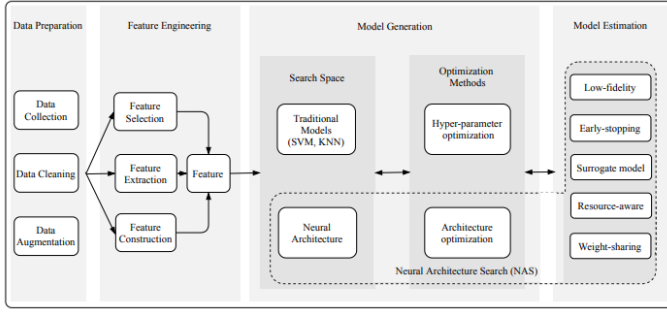 Data Preparation
Feature Engineering
Model Generation
Model Estimation
Data
Collection
Data Cleaning
Data
Augmentation
Feature
Selection
Feature
Extraction
Feature
Construction
Feature
Search Space
Traditional
Models
(SVM, KNN)
Neural
Architecture
Optimization
Methods
Hyper-parameter
optimization
Architecture
optimization
Neural Architecture Search (NAS)
Low-fidelity
Early-stopping
Surrogate model
Resource-aware
Weight-sharing